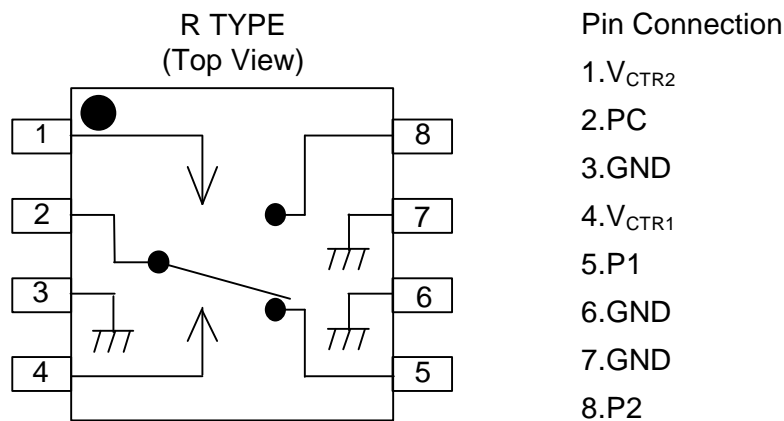 R TYPE
(Top View)
1
2
3
4
8
7
6
5
Pin Connection
1.VCTR2
2.PC
3.GND
4.VCTR1
5.P1
6.GND
7.GND
8.P2